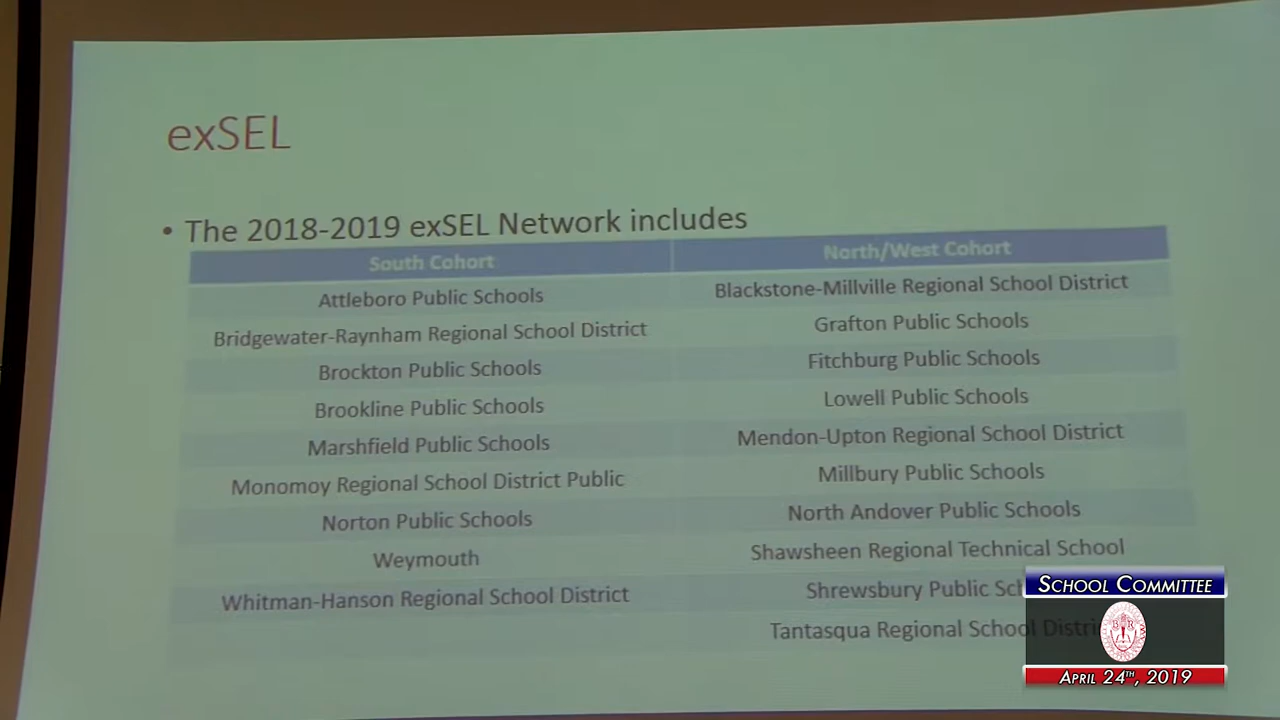 exSEL
• The 2018-2019 exSEL Network includes
South Cohort North/West Cohort
Attleboro Public Schools Blackstone-Millville Regional School District
Bridgewater-Raynham Regional School District Grafton Public Schools
Brockton Public Schools Fitchburg Public Schools
Brookline Public Schools Lowell Public Schools
Marshfield Public Schools Mendon-Upton Regional School District
Monomoy Regional School District Public Millbury Public Schools
Norton Public Schools North Andover Public Schools
Weymouth Shawsheen Regional Technical School
Whitman-Hanson Regional School District Shrewsbury Public Sch
Tantasqua Regional School Distri
School Committee
B R
April 24th, 2019